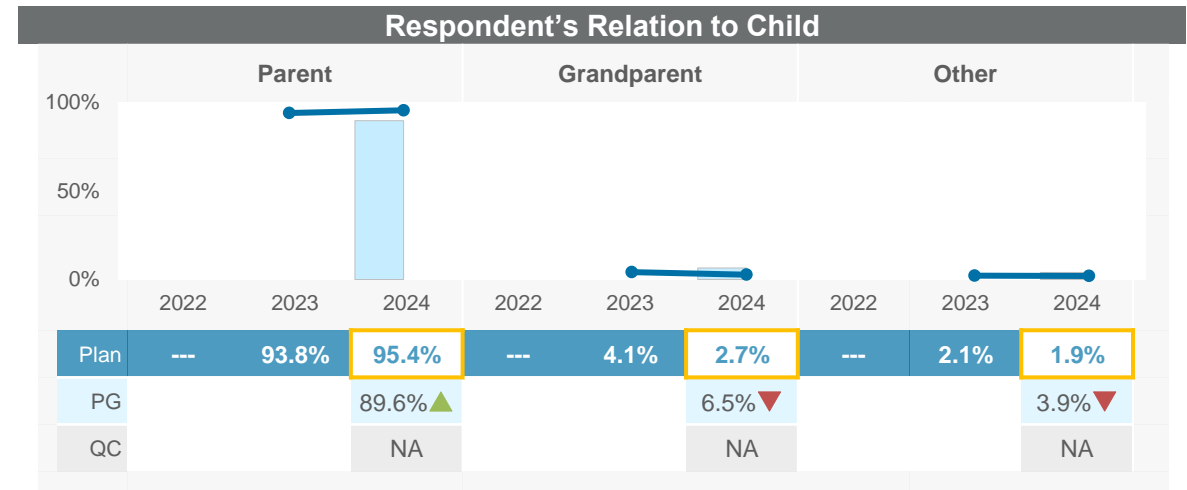 Respondent’s Relation to Child
Parent Grandparent Other
100%
50%
0%
2022 2023 2024 2022 2023 2024 2022 2023 2024
Plan --- 93.8% 95.4% --- 4.1% 2.7% --- 2.1% 1.9%
PG 89.6% 6.5% 3.9%
QC NA NA NA